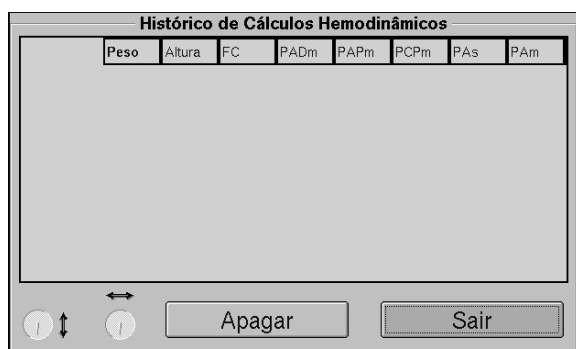 Histórico de Cálculos Hemodinâmicos
Peso Altura FC PADm PAPm PCPm PAs PAm
Apagar Sair